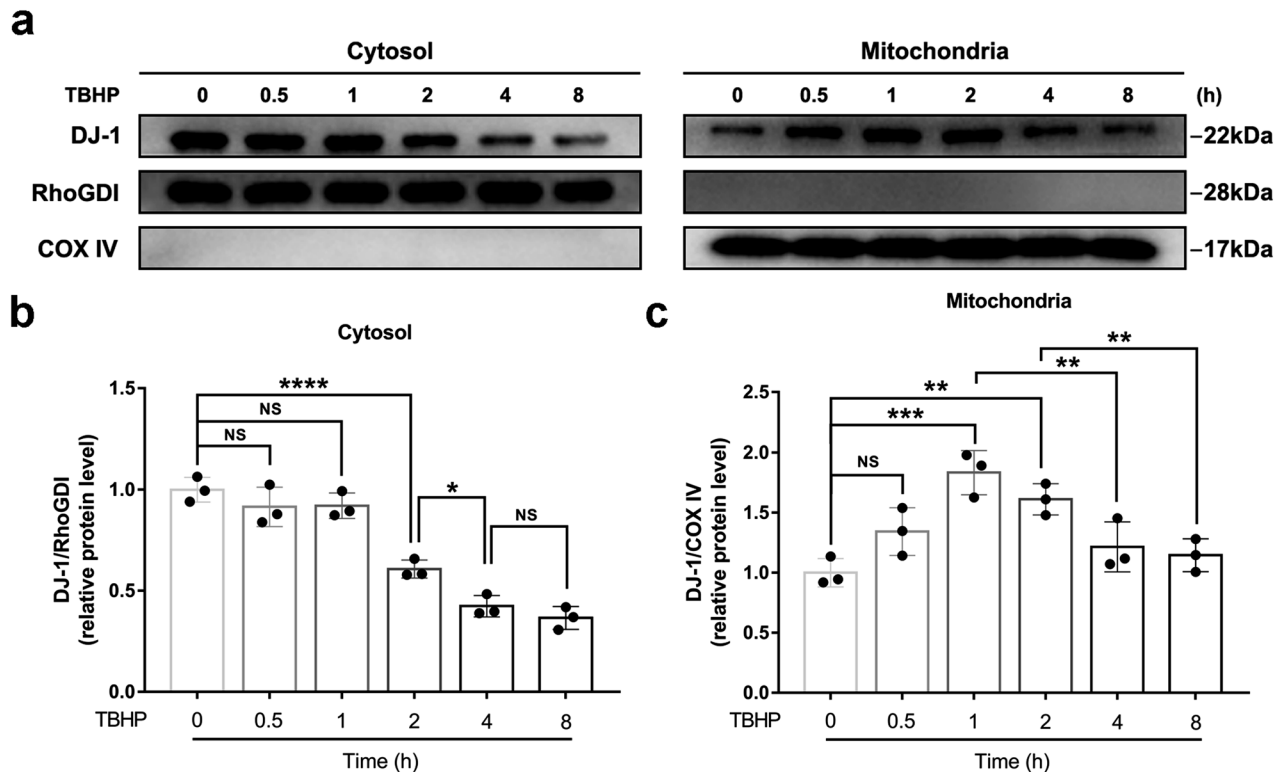 a
Cytosol Mitochondria
TBHP 0 0.5 1 2 4 8 0 0.5 1 2 4 8 (h)
DJ-1 –22kDa
RhoGDI –28kDa
COX IV –17kDa
b
Cytosol
DJ-1/RhoGDI
(relative protein level)
1.5
1.0
0.5
0.0
****
NS
NS
*
NS
TBHP 0 0.5 1 2 4 8
Time (h)
c
Mitochondria
DJ-1/COX IV
(relative protein level)
2.5
2.0
1.5
1.0
0.5
0.0
**
**
**
***
NS
TBHP 0 0.5 1 2 4 8
Time (h)